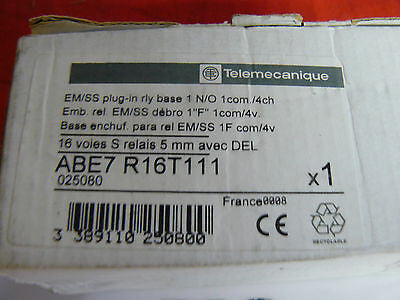 Telemecanique
EM/SS plug-in rly base 1 N/O 1com./4ch
Emb. rel. EM/SS débro 1"F" 1com/4v.
Base enchuf. para rel EM/SS 1F com/4v
16 voies S relais 5 mm avec DEL
ABE7 R16T111
025080
x1
France0008
3 389110 250800
CE
RECYCLABLE